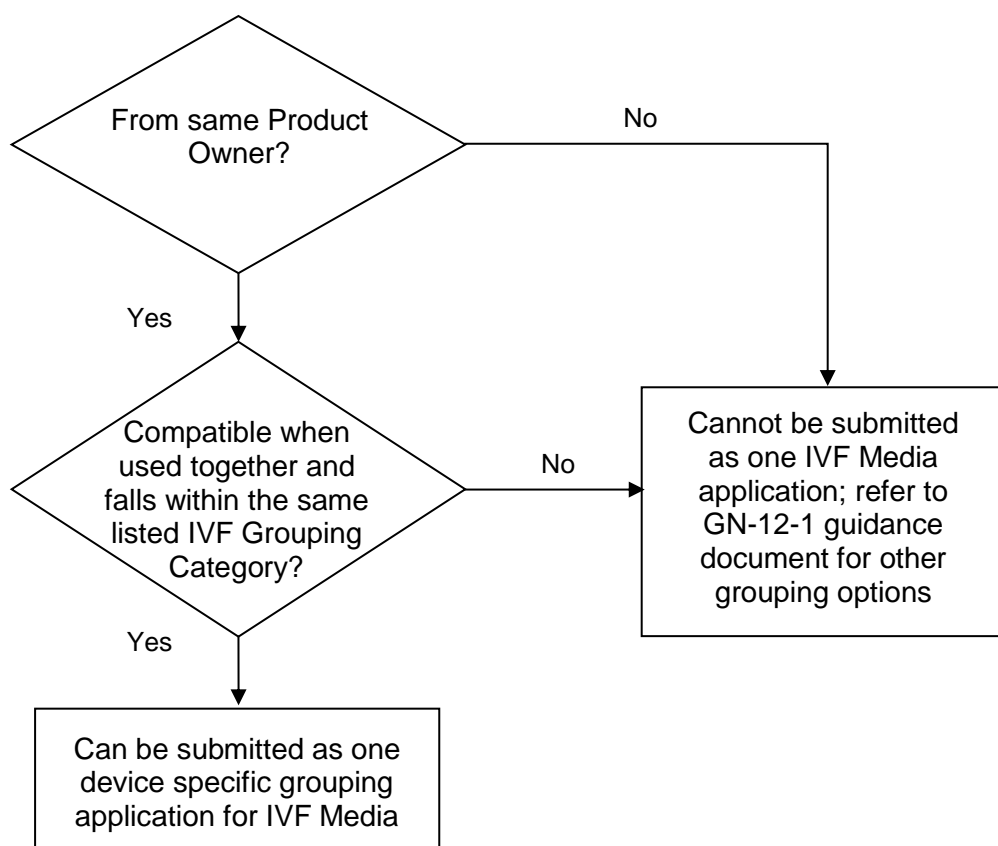 From same Product
Owner?
No
Yes
Compatible when
used together and
falls within the same
listed IVF Grouping
Category?
No
Cannot be submitted
as one IVF Media
application; refer to
GN-12-1 guidance
document for other
grouping options
Yes
Can be submitted as one
device specific grouping
application for IVF Media